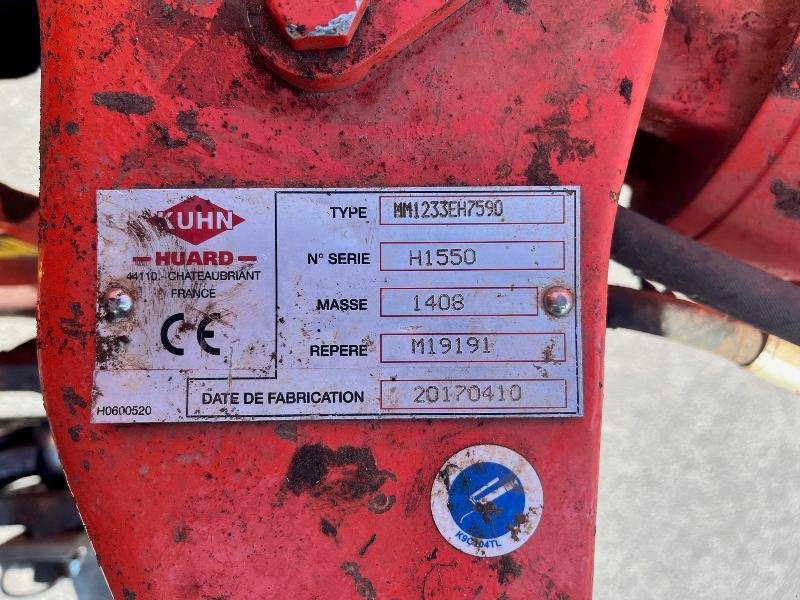 KUHN
HUARD
44110 - CHATEAUBRIANT
FRANCE
CE
H0600520
TYPE MM1233EH7590
N° SERIE H1550
MASSE 1408
REPERE M19191
DATE DE FABRICATION 20170410
K9C104TL